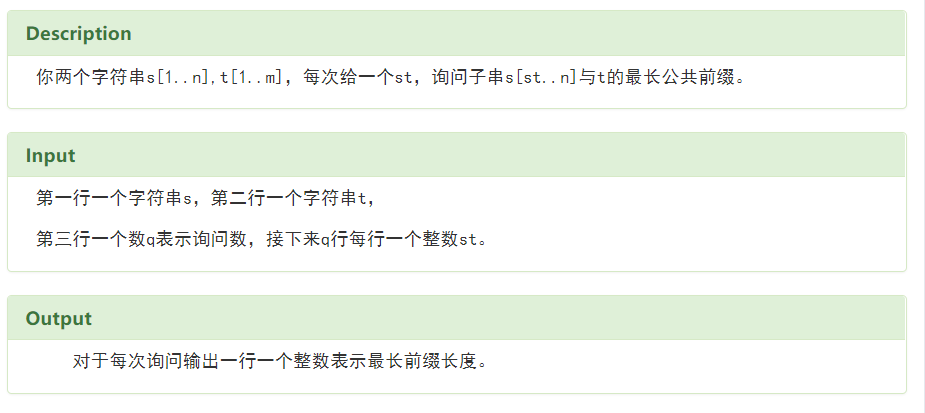 Description
你两个字符串s[1..n],t[1..m]，每次给一个st，询问子串s[st..n]与t的最长公共前缀。
Input
第一行一个字符串s，第二行一个字符串t，
第三行一个数q表示询问数，接下来q行每行一个整数st。
Output
对于每次询问输出一行一个整数表示最长前缀长度。